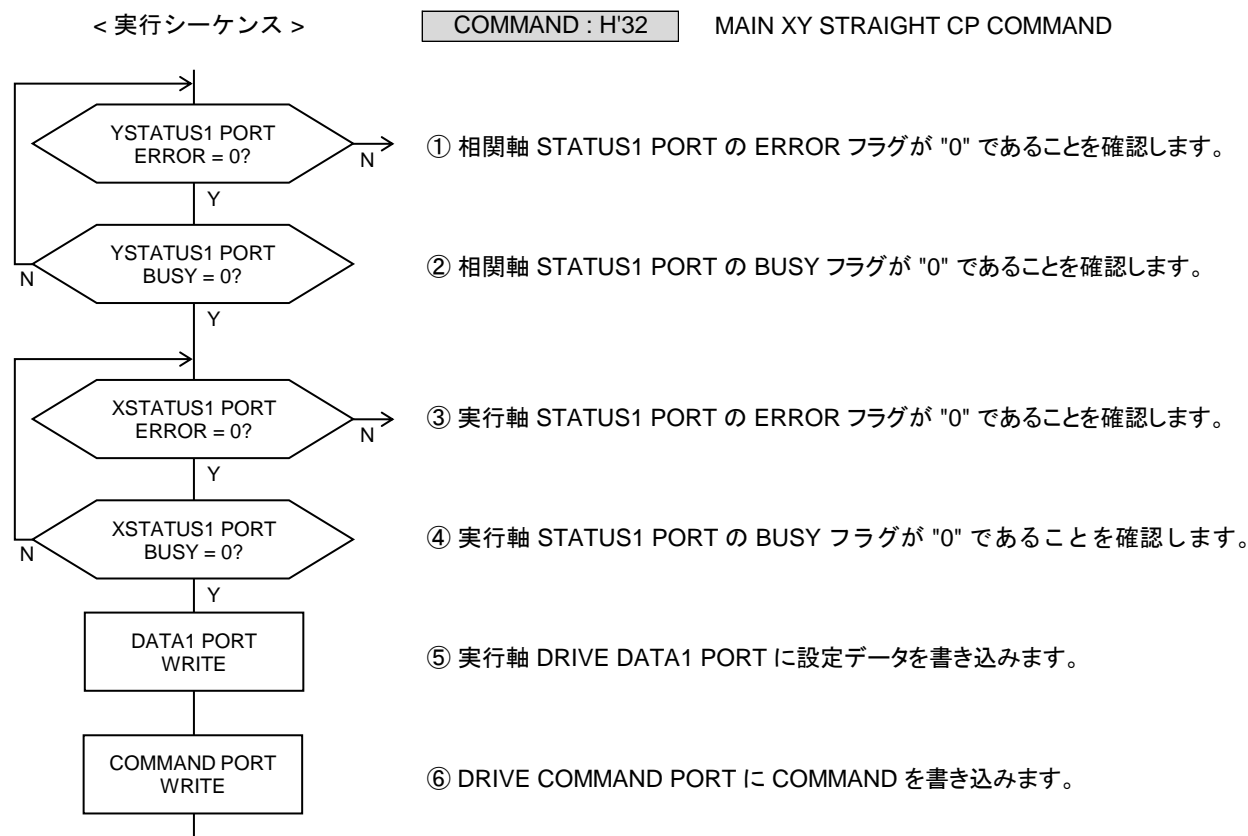 < 実行シーケンス >
COMMAND : H'32
MAIN XY STRAIGHT CP COMMAND
YSTATUS1 PORT
ERROR = 0?
N
① 相関軸 STATUS1 PORT の ERROR フラグが "0" であることを確認します。
Y
YSTATUS1 PORT
BUSY = 0?
N
② 相関軸 STATUS1 PORT の BUSY フラグが "0" であることを確認します。
Y
XSTATUS1 PORT
ERROR = 0?
N
③ 実行軸 STATUS1 PORT の ERROR フラグが "0" であることを確認します。
Y
XSTATUS1 PORT
BUSY = 0?
N
④ 実行軸 STATUS1 PORT の BUSY フラグが "0" であることを確認します。
Y
DATA1 PORT
WRITE
⑤ 実行軸 DRIVE DATA1 PORT に設定データを書き込みます。
COMMAND PORT
WRITE
⑥ DRIVE COMMAND PORT に COMMAND を書き込みます。